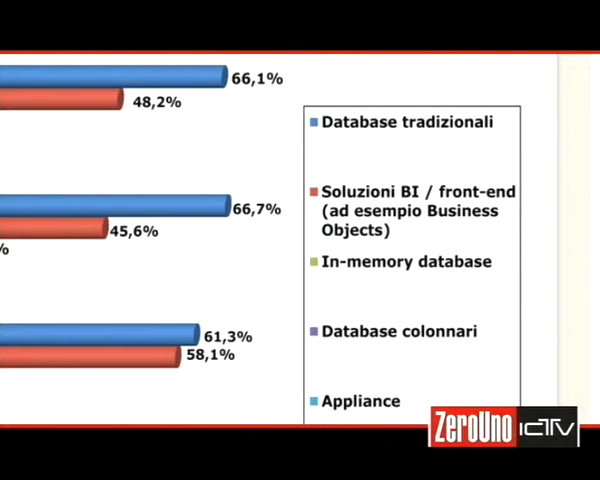 66,1%
48,2%
66,7%
45,6%
%
61,3%
58,1%
Database tradizionali
Soluzioni BI / front-end
(ad esempio Business
Objects)
In-memory database
Database colonnari
Appliance
ZeroUno ICTV